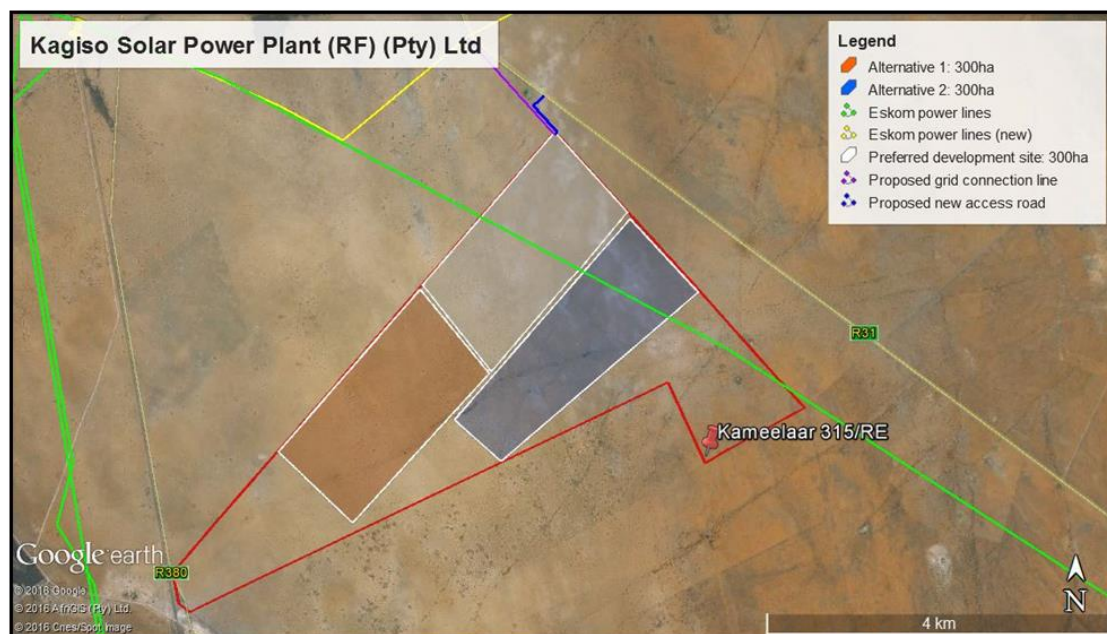 Kagiso Solar Power Plant (RF) (Pty) Ltd
Legend
Alternative 1: 300ha
Alternative 2: 300ha
Eskom power lines
Eskom power lines (new)
Preferred development site: 300ha
Proposed grid connection line
Proposed new access road
R31
Kameelaar 315/RE
Google earth
R380
© 2016 Google
© 2016 AfriGIS (Pty) Ltd.
© 2016 Cnes/Spot Image
N
4 km